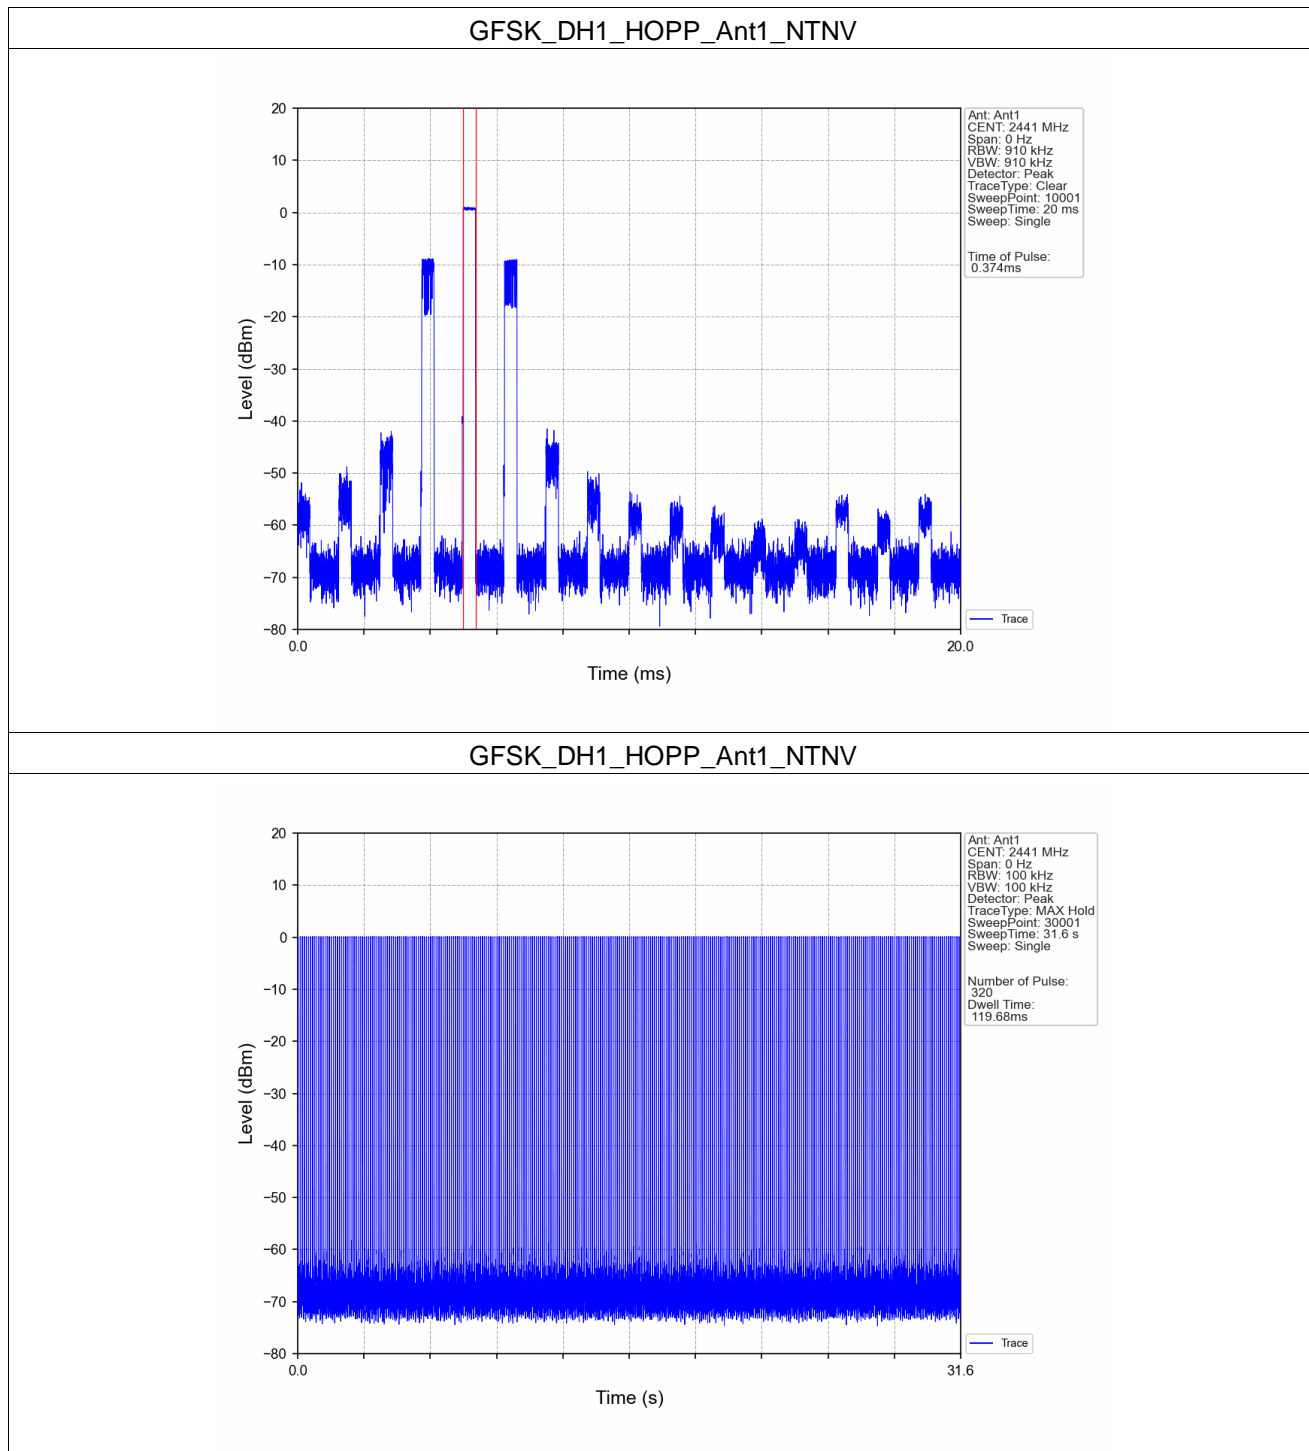 GFSK_DH1_HOPP_Ant1_NTNV
20
10
0
−10
−20
−30
−40
−50
−60
−70
−80
Level (dBm)
0.0
20.0
Time (ms)
Ant: Ant1
CENT: 2441 MHz
Span: 0 Hz
RBW: 910 kHz
VBW: 910 kHz
Detector: Peak
TraceType: Clear
SweepPoint: 10001
SweepTime: 20 ms
Sweep: Single
Time of Pulse:
0.374ms
Trace
GFSK_DH1_HOPP_Ant1_NTNV
20
10
0
−10
−20
−30
−40
−50
−60
−70
−80
Level (dBm)
0.0
31.6
Time (s)
Ant: Ant1
CENT: 2441 MHz
Span: 0 Hz
RBW: 100 kHz
VBW: 100 kHz
Detector: Peak
TraceType: MAX Hold
SweepPoint: 30001
SweepTime: 31.6 s
Sweep: Single
Number of Pulse:
320
Dwell Time:
119.68ms
Trace